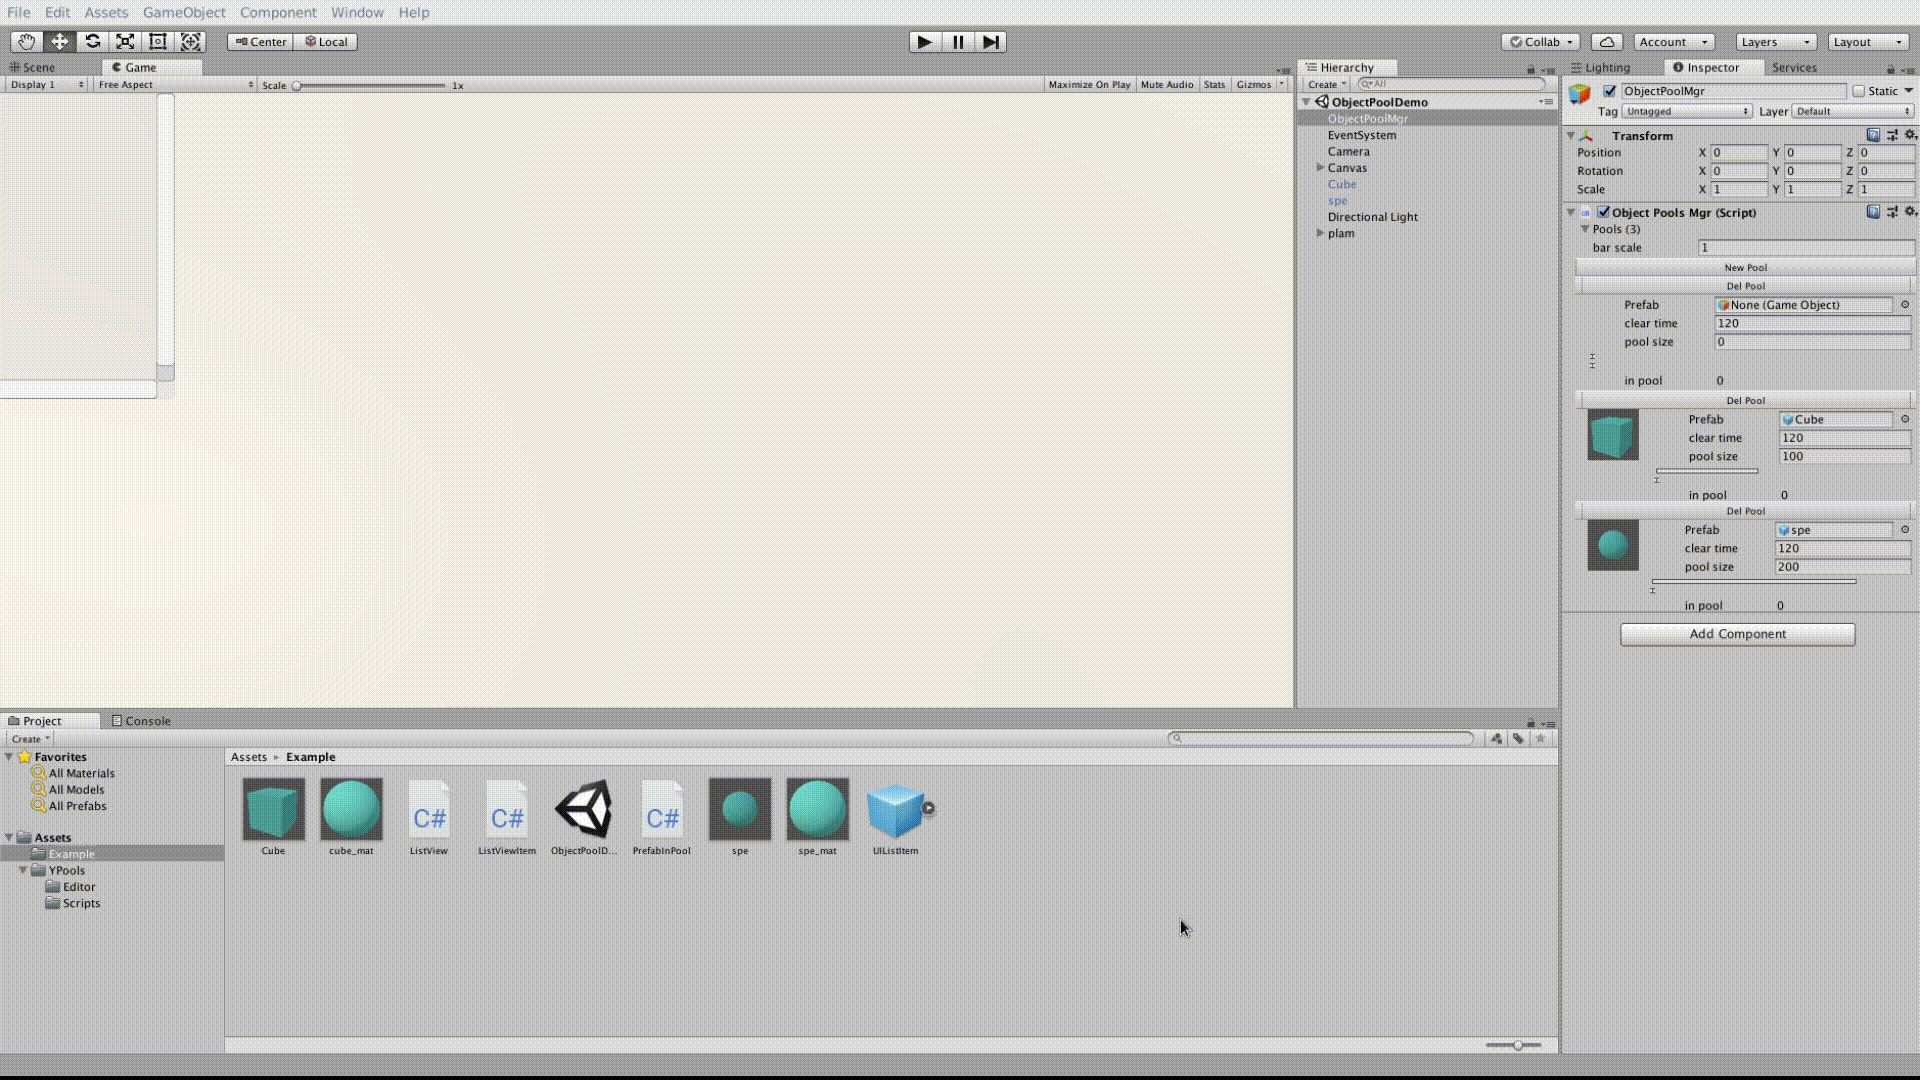 File Edit Assets GameObject Component Window Help
Center Local Collab Account Layers Layout
Scene Game
Display 1 Free Aspect Scale 1x Maximize On Play Mute Audio Stats Gizmos
Hierarchy
Create All
ObjectPoolDemo
ObjectPoolMgr
EventSystem
Camera
Canvas
Cube
spe
Directional Light
plam
Lighting Inspector Services
ObjectPoolMgr Static
Tag Untagged Layer Default
Transform
Position X 0 Y 0 Z 0
Rotation X 0 Y 0 Z 0
Scale X 1 Y 1 Z 1
Object Pools Mgr (Script)
Pools (3)
bar scale 1
New Pool
Del Pool
Prefab None (Game Object)
clear time 120
pool size 0
in pool 0
Del Pool
Prefab Cube
clear time 120
pool size 100
in pool 0
Del Pool
Prefab spe
clear time 120
pool size 200
in pool 0
Add Component
Project Console
Create
Favorites
All Materials
All Models
All Prefabs
Assets
Example
YPools
Editor
Scripts
Assets Example
C# C# C#
Cube cube_mat ListView ListViewItem ObjectPoolD... PrefabInPool spe spe_mat UIListItem